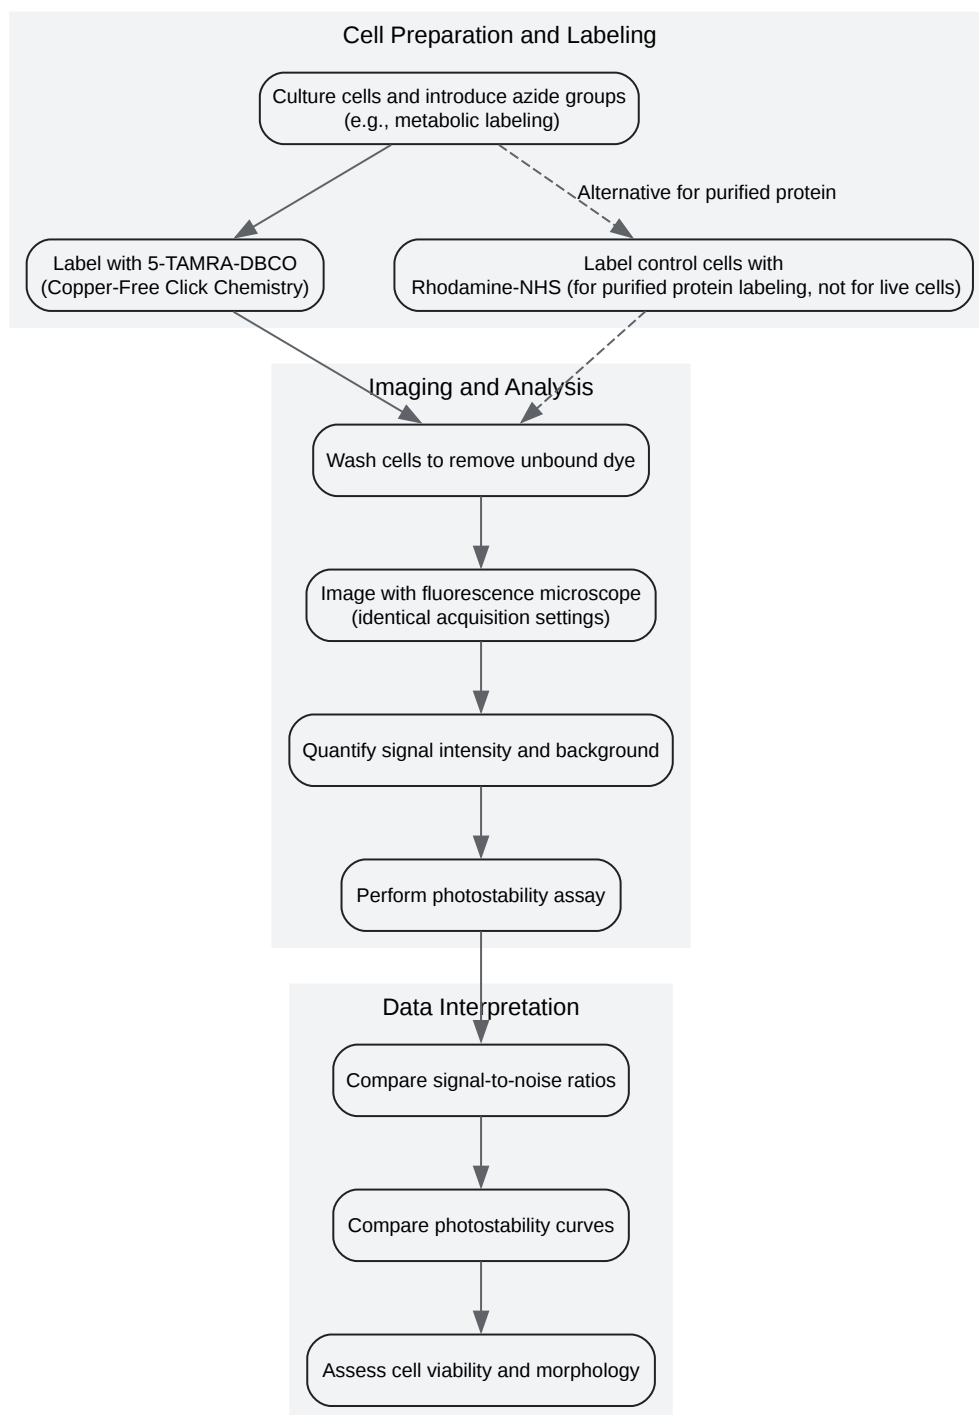 Cell Preparation and Labeling
Culture cells and introduce azide groups
(e.g., metabolic labeling)
Alternative for purified protein
Label with 5-TAMRA-DBCO
(Copper-Free Click Chemistry)
Label control cells with
Rhodamine-NHS (for purified protein labeling, not for live cells)
Imaging and Analysis
Wash cells to remove unbound dye
Image with fluorescence microscope
(identical acquisition settings)
Quantify signal intensity and background
Perform photostability assay
Data Interpretation
Compare signal-to-noise ratios
Compare photostability curves
Assess cell viability and morphology